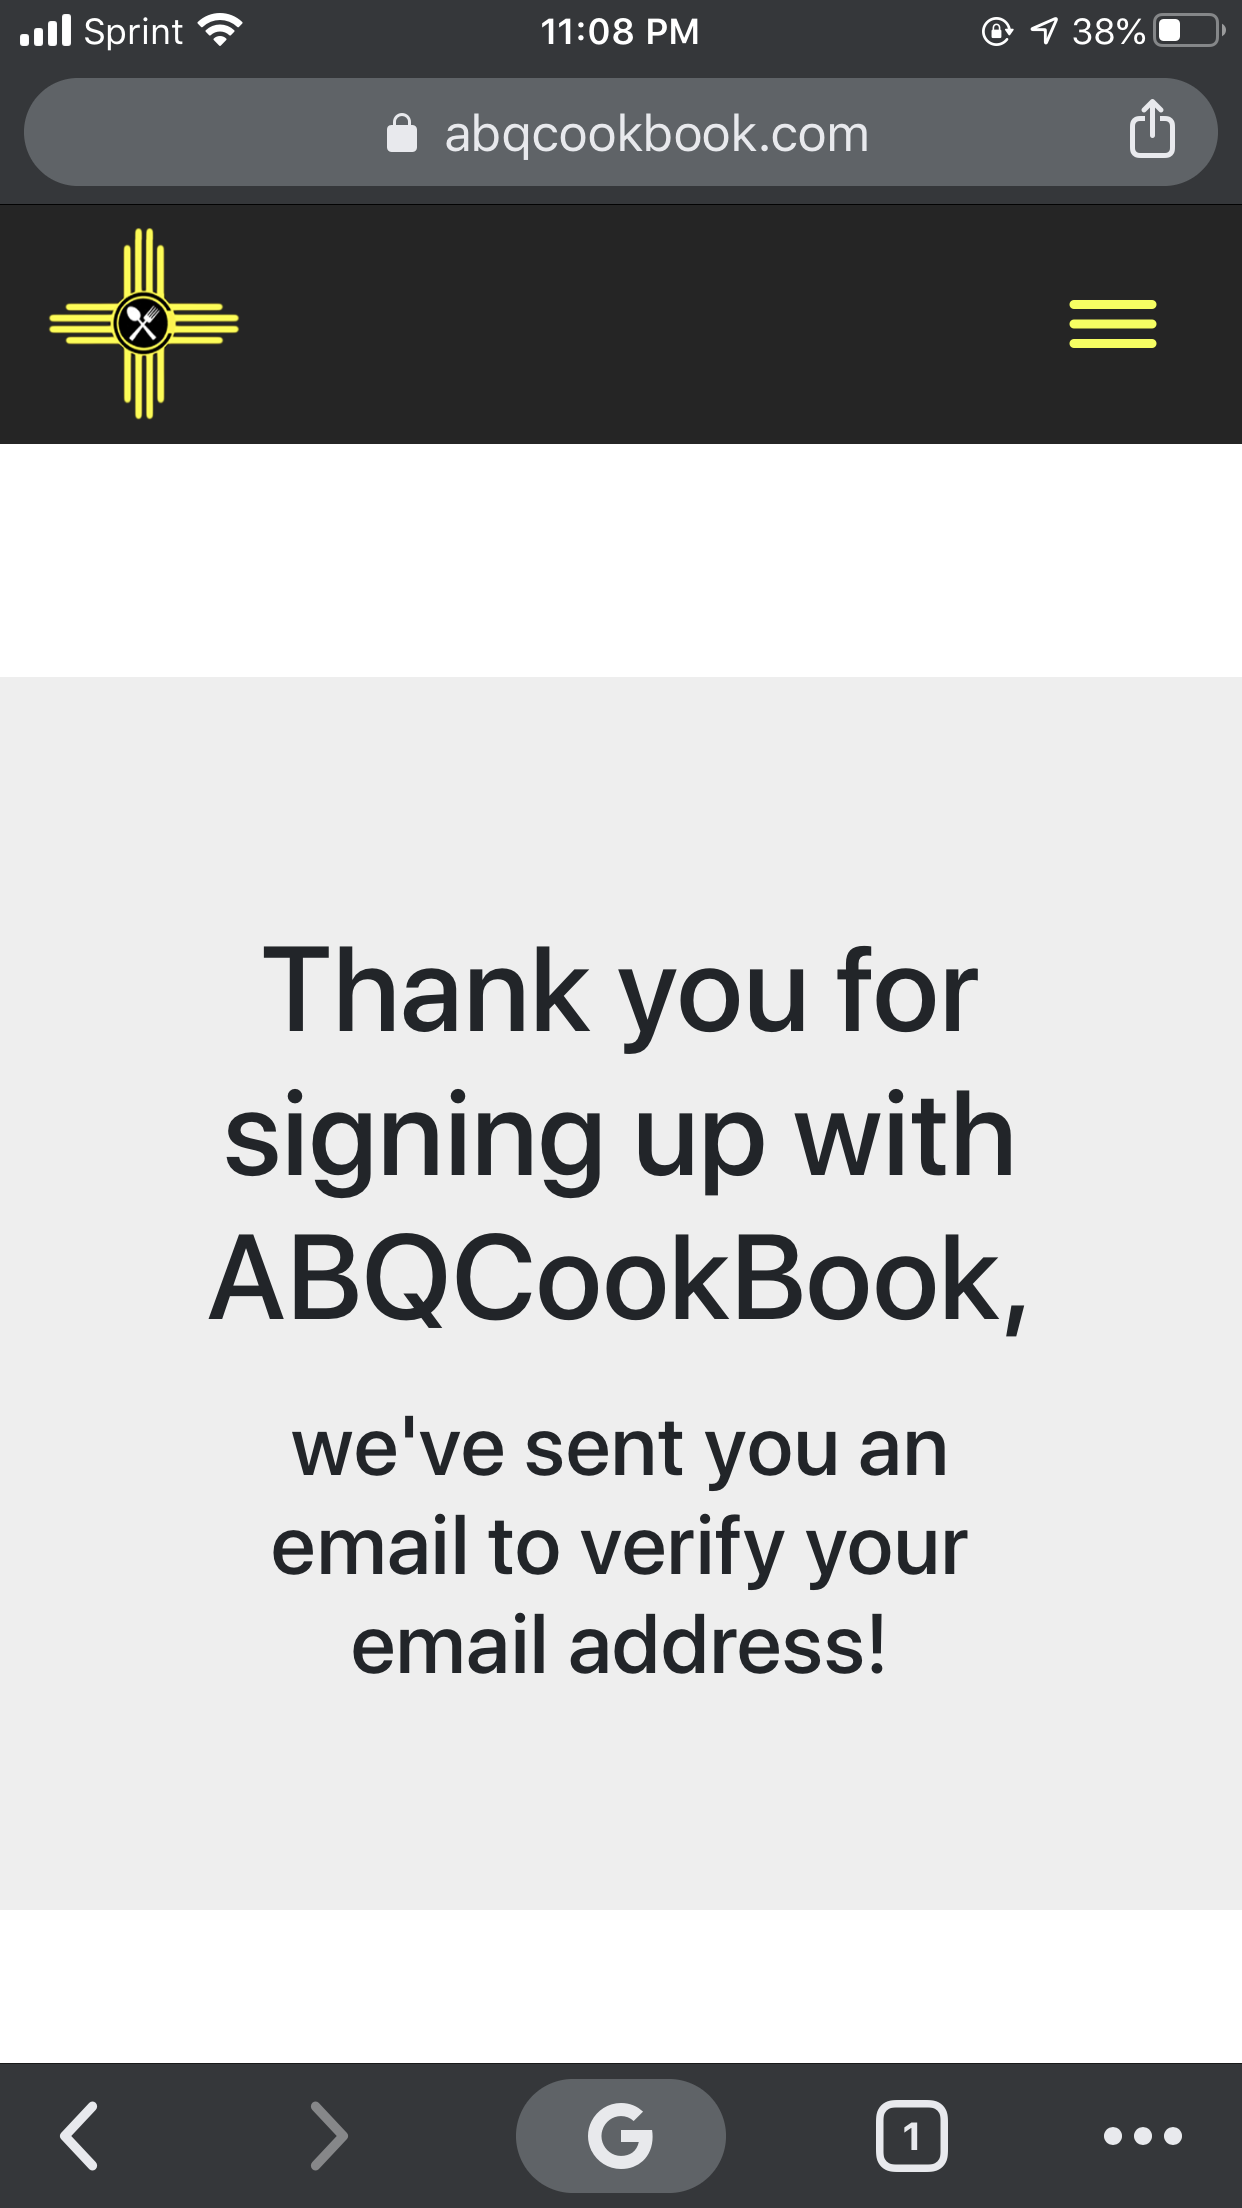 Sprint 11:08 PM 38%
abqcookbook.com
Thank you for
signing up with
ABQCookBook,
we've sent you an
email to verify your
email address!
G 1